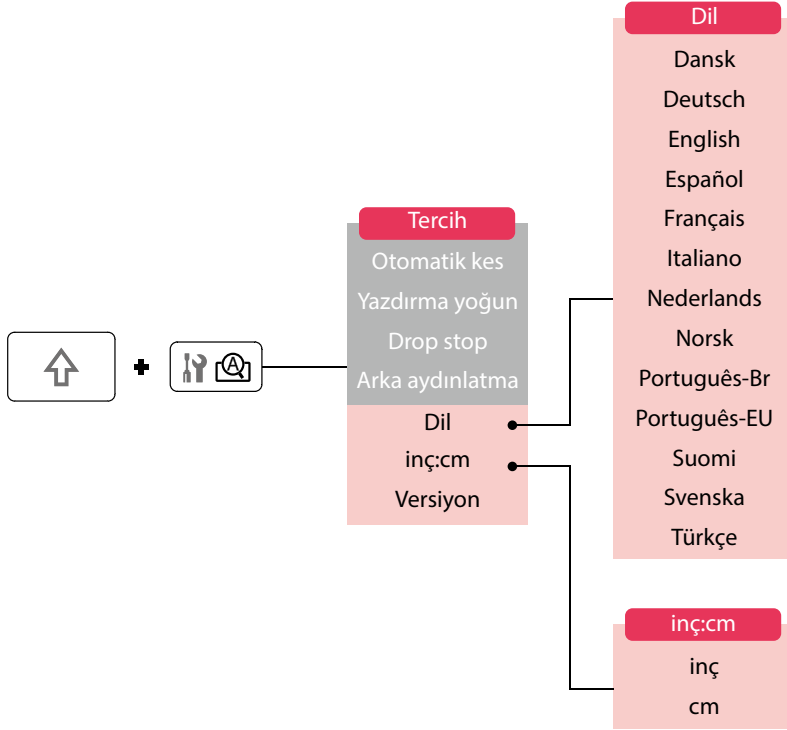 Dil
Dansk
Deutsch
English
Español
Français
Italiano
Nederlands
Norsk
Português-Br
Português-EU
Suomi
Svenska
Türkçe
Tercih
Otomatik kes
Yazdırma yoğun
Drop stop
Arka aydınlatma
Dil
inç:cm
Versiyon
A
inç:cm
inç
cm